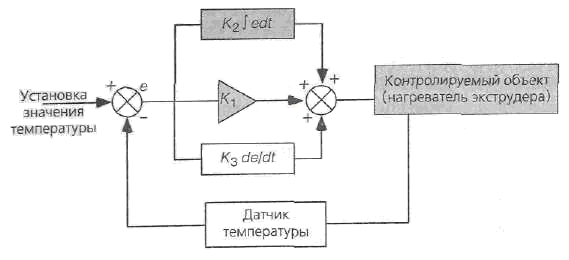 K₂∫edt
Установка
значения
температуры
+
e
−
K₁
+
+
+
Контролируемый объект
(нагреватель экструдера)
K₃ de/dt
Датчик
температуры